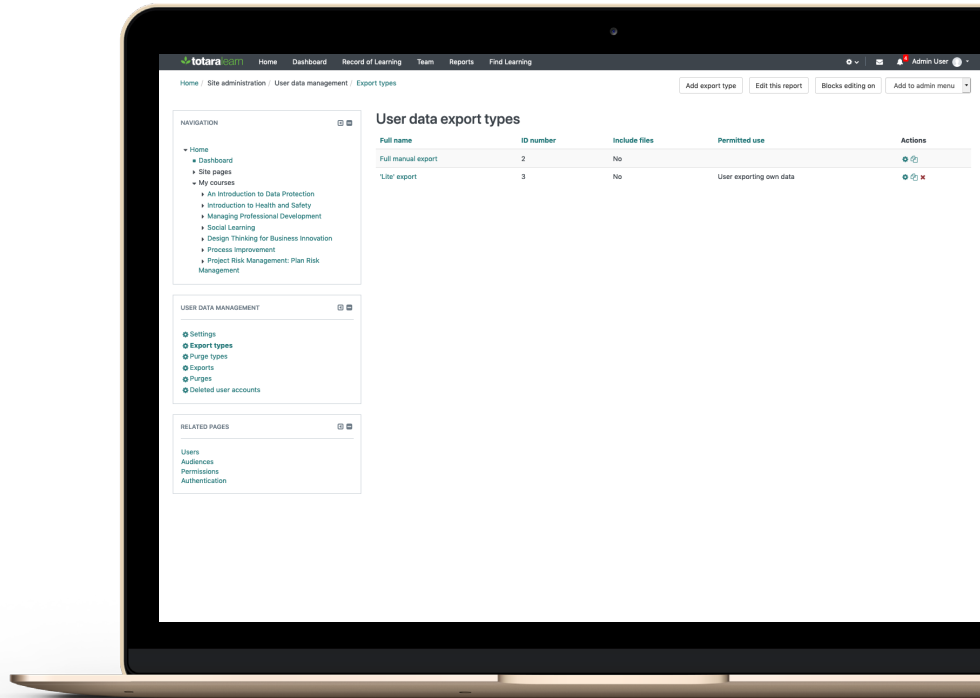 totaralearn Home Dashboard Record of Learning Team Reports Find Learning 4 Admin User
Home / Site administration / User data management / Export types
Add export type Edit this report Blocks editing on Add to admin menu
NAVIGATION
Home
Dashboard
Site pages
My courses
An Introduction to Data Protection
Introduction to Health and Safety
Managing Professional Development
Social Learning
Design Thinking for Business Innovation
Process Improvement
Project Risk Management: Plan Risk
Management
USER DATA MANAGEMENT
Settings
Export types
Purge types
Exports
Purges
Deleted user accounts
RELATED PAGES
Users
Audiences
Permissions
Authentication
User data export types
Full name ID number Include files Permitted use Actions
Full manual export 2 No
'Lite' export 3 No User exporting own data